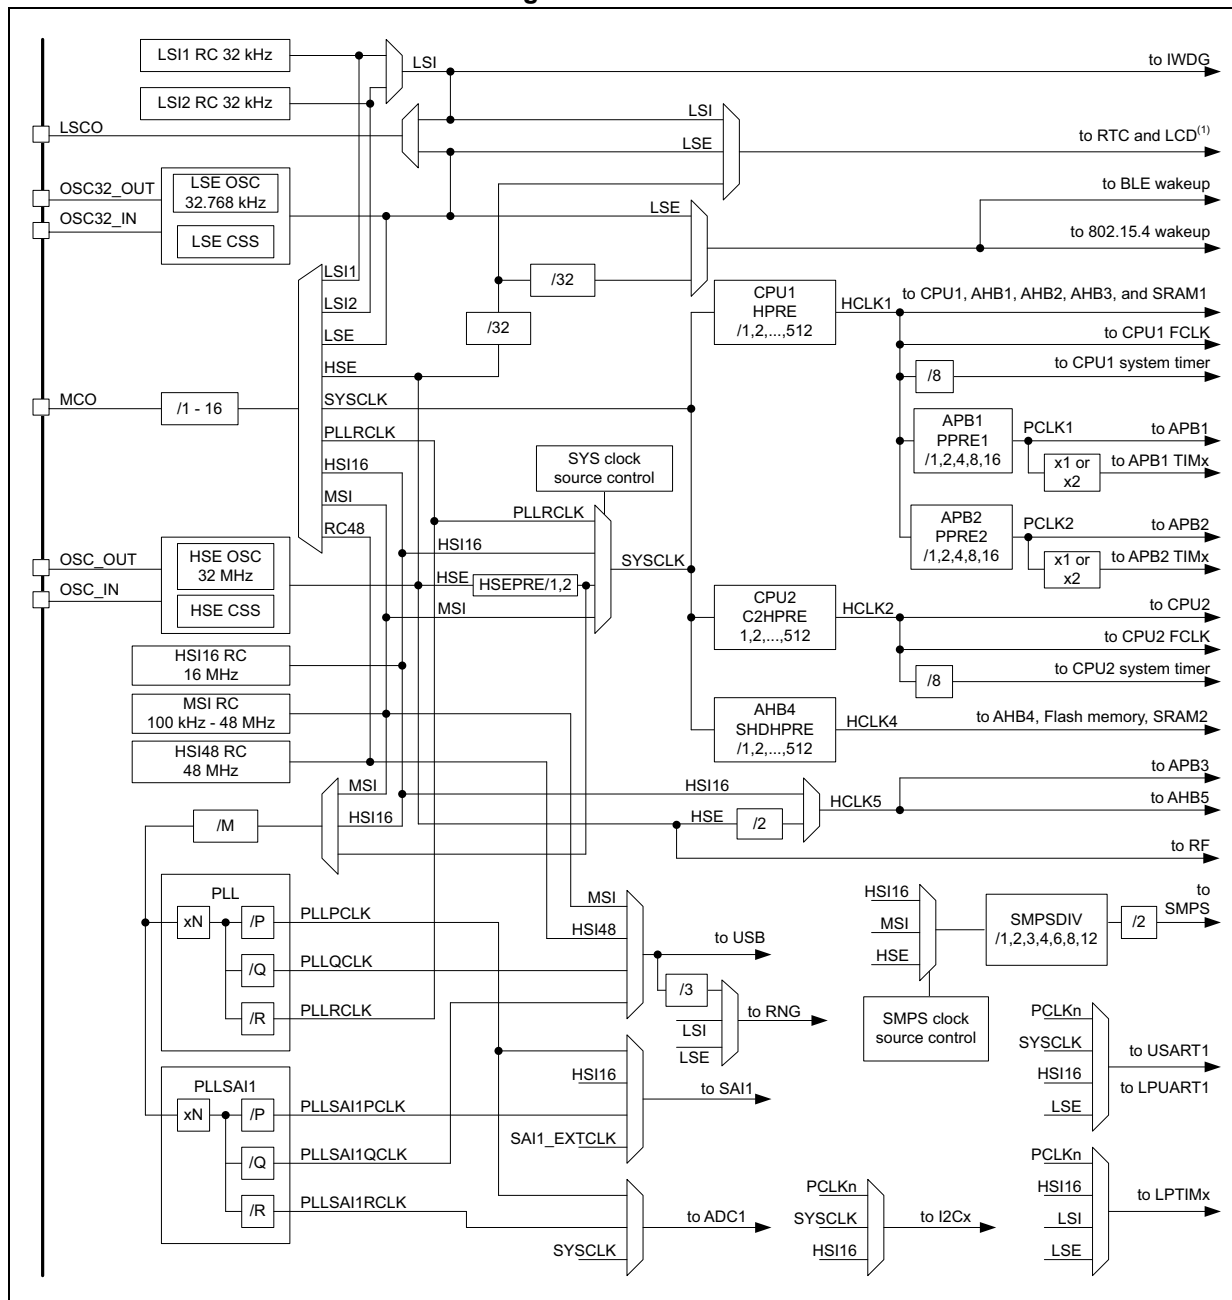 LSI1 RC 32 kHz
LSI
to IWDG
LSI2 RC 32 kHz
LSCO
LSI
LSE
to RTC and LCD(1)
OSC32_OUT
OSC32_IN
LSE OSC
32.768 kHz
LSE CSS
LSE
to BLE wakeup
to 802.15.4 wakeup
LSI1
LSI2
LSE
HSE
SYSCLK
PLLRCLK
HSI16
MSI
RC48
/32
/32
MCO
/1 - 16
CPU1
HPRE
/1,2,...,512
HCLK1
to CPU1, AHB1, AHB2, AHB3, and SRAM1
to CPU1 FCLK
/8
to CPU1 system timer
APB1
PPRE1
/1,2,4,8,16
PCLK1
to APB1
x1 or
x2
to APB1 TIMx
APB2
PPRE2
/1,2,4,8,16
PCLK2
to APB2
x1 or
x2
to APB2 TIMx
SYS clock
source control
PLLRCLK
HSI16
HSE
HSEPRE/1,2
MSI
SYSCLK
OSC_OUT
OSC_IN
HSE OSC
32 MHz
HSE CSS
CPU2
C2HPRE
1,2,...,512
HCLK2
to CPU2
to CPU2 FCLK
/8
to CPU2 system timer
HSI16 RC
16 MHz
MSI RC
100 kHz - 48 MHz
HSI48 RC
48 MHz
AHB4
SHDHPRE
/1,2,...,512
HCLK4
to AHB4, Flash memory, SRAM2
MSI
HSI16
/M
HSI16
HSE
/2
HCLK5
to APB3
to AHB5
to RF
PLL
xN
/P
/Q
/R
PLLPCLK
PLLQCLK
PLLRCLK
MSI
HSI48
to USB
/3
LSI
LSE
to RNG
HSI16
MSI
HSE
SMPSDIV
/1,2,3,4,6,8,12
/2
to
SMPS
SMPS clock
source control
PLLSAI1
xN
/P
/Q
/R
PLLSAI1PCLK
PLLSAI1QCLK
PLLSAI1RCLK
HSI16
SAI1_EXTCLK
to SAI1
SYSCLK
to ADC1
PCLKn
SYSCLK
HSI16
to I2Cx
PCLKn
SYSCLK
HSI16
LSE
to USART1
to LPUART1
PCLKn
HSI16
LSI
LSE
to LPTIMx